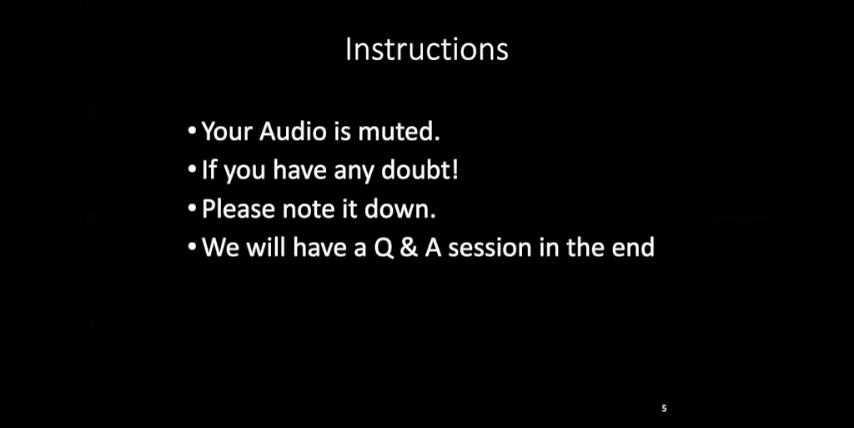 Instructions
• Your Audio is muted.
• If you have any doubt!
• Please note it down.
• We will have a Q & A session in the end
5